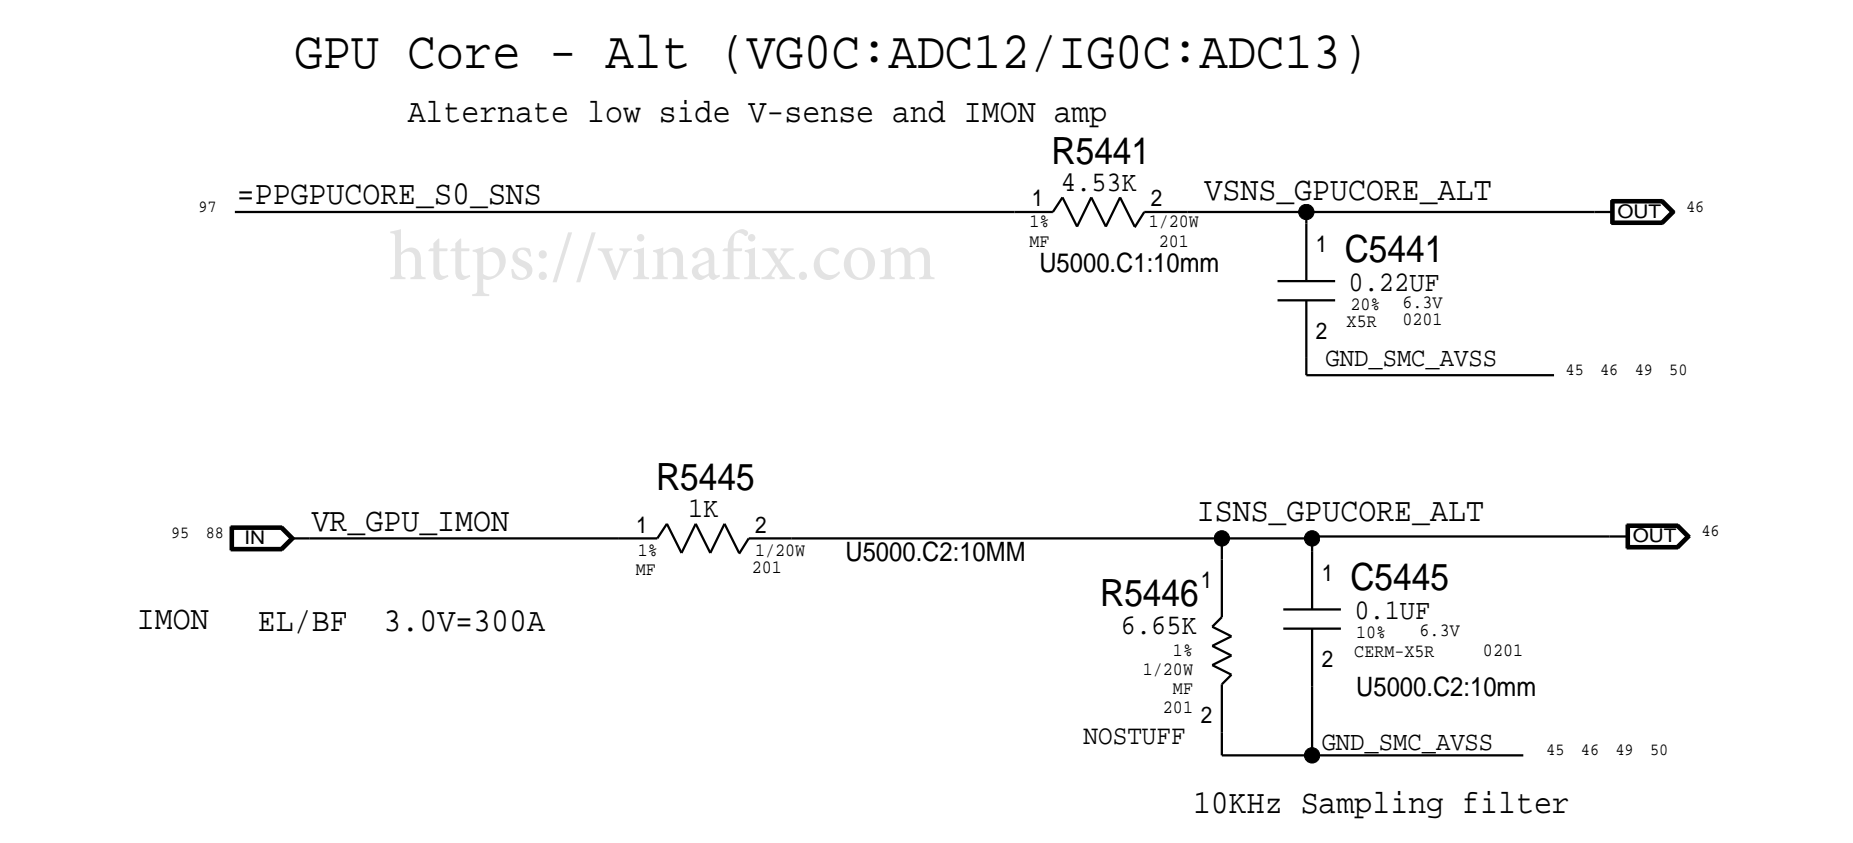 GPU Core - Alt (VG0C:ADC12/IG0C:ADC13)
Alternate low side V-sense and IMON amp
R5441
4.53K
97 =PPGPUCORE_S0_SNS
1 2
VSNS_GPUCORE_ALT
OUT 46
1% 1/20W
MF 201
U5000.C1:10mm
https://vinafix.com
1 C5441
0.22UF
20% 6.3V
X5R 0201
2
GND_SMC_AVSS 45 46 49 50
R5445
1K
95 88 IN VR_GPU_IMON
1 2
ISNS_GPUCORE_ALT
OUT 46
1% 1/20W
MF 201
U5000.C2:10MM
IMON EL/BF 3.0V=300A
R5446 1
6.65K
1%
1/20W
MF
201 2
NOSTUFF
1 C5445
0.1UF
10% 6.3V
CERM-X5R 0201
2
U5000.C2:10mm
GND_SMC_AVSS 45 46 49 50
10KHz Sampling filter